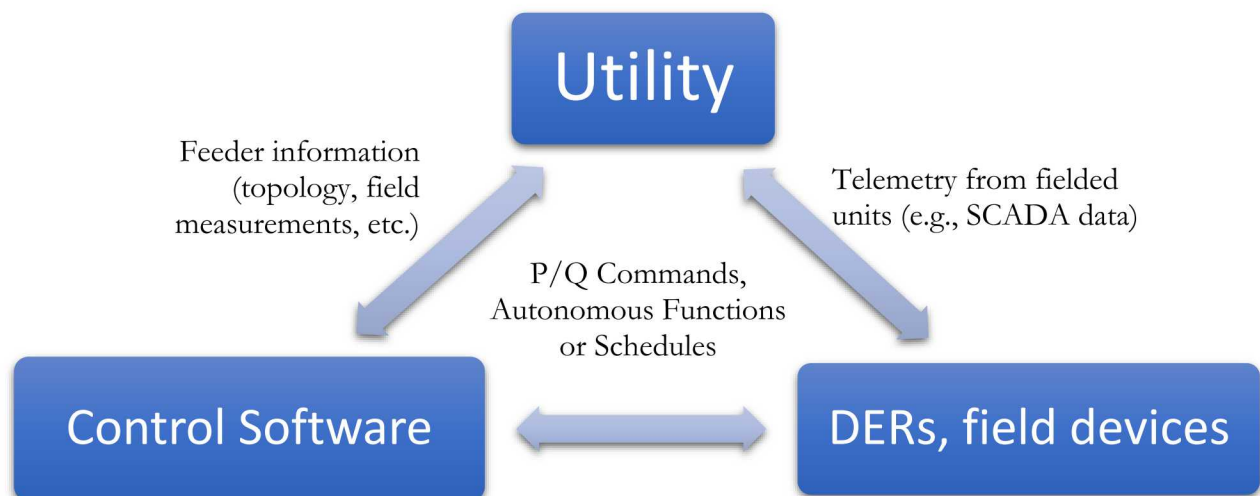 Utility
Feeder information
(topology, field
measurements, etc.)
Telemetry from fielded
units (e.g., SCADA data)
P/Q Commands,
Autonomous Functions
or Schedules
Control Software
DERs, field devices